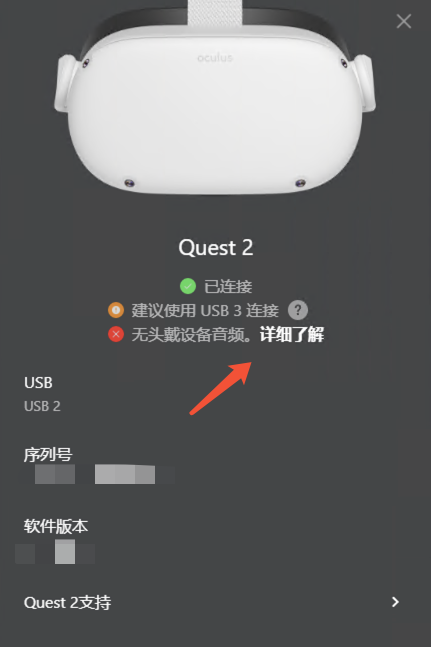 oculus
Quest 2
已连接
建议使用 USB 3 连接 ?
无头戴设备音频。详细了解
USB
USB 2
序列号
软件版本
Quest 2支持